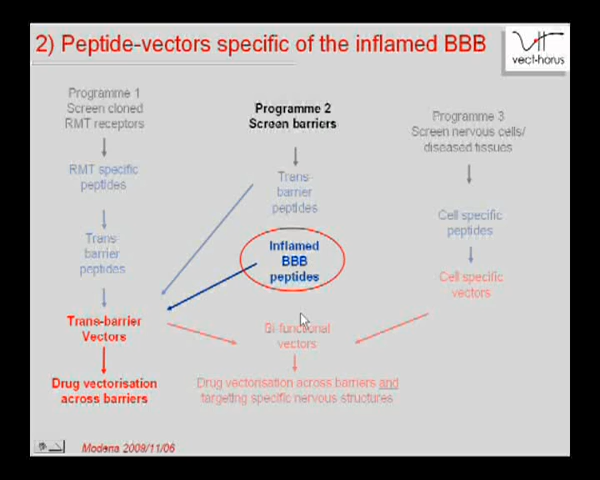 2) Peptide-vectors specific of the inflamed BBB
vect-horus
Programme 1
Screen cloned
RMT receptors
RMT specific
peptides
Trans
barrier
peptides
Trans-barrier
Vectors
Drug vectorisation
across barriers
Programme 2
Screen barriers
Trans-
barrier
peptides
Inflamed
BBB
peptides
Bi-functional
vectors
Drug vectorisation across barriers and
targeting specific nervous structures
Programme 3
Screen nervous cells/
diseased tissues
Cell specific
peptides
Cell specific
vectors
Modena 2009/11/06